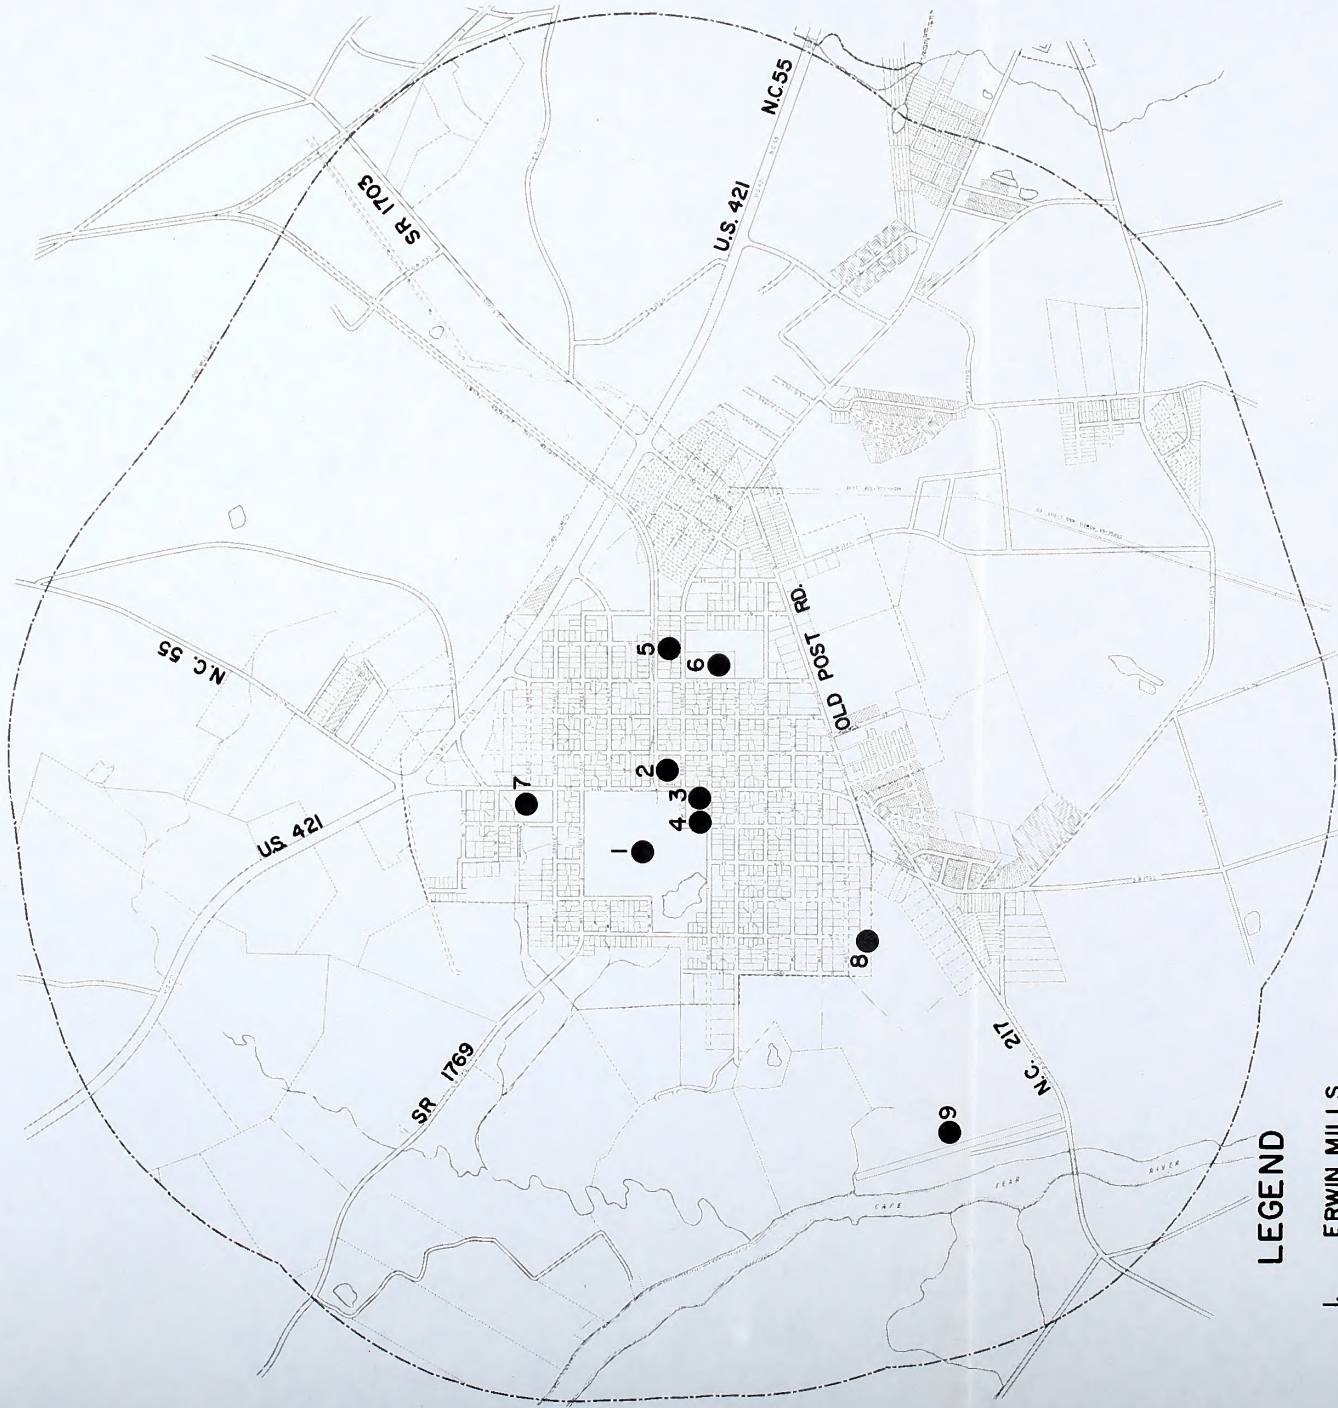 SR 1703
N.C.55
U.S. 421
N.C. 55
U.S. 421
OLD POST RD.
SR 1769
N.C. 217
CAPE FEAR RIVER
1
2
3
4
5
6
7
8
9
LEGEND
1. ERWIN MILLS